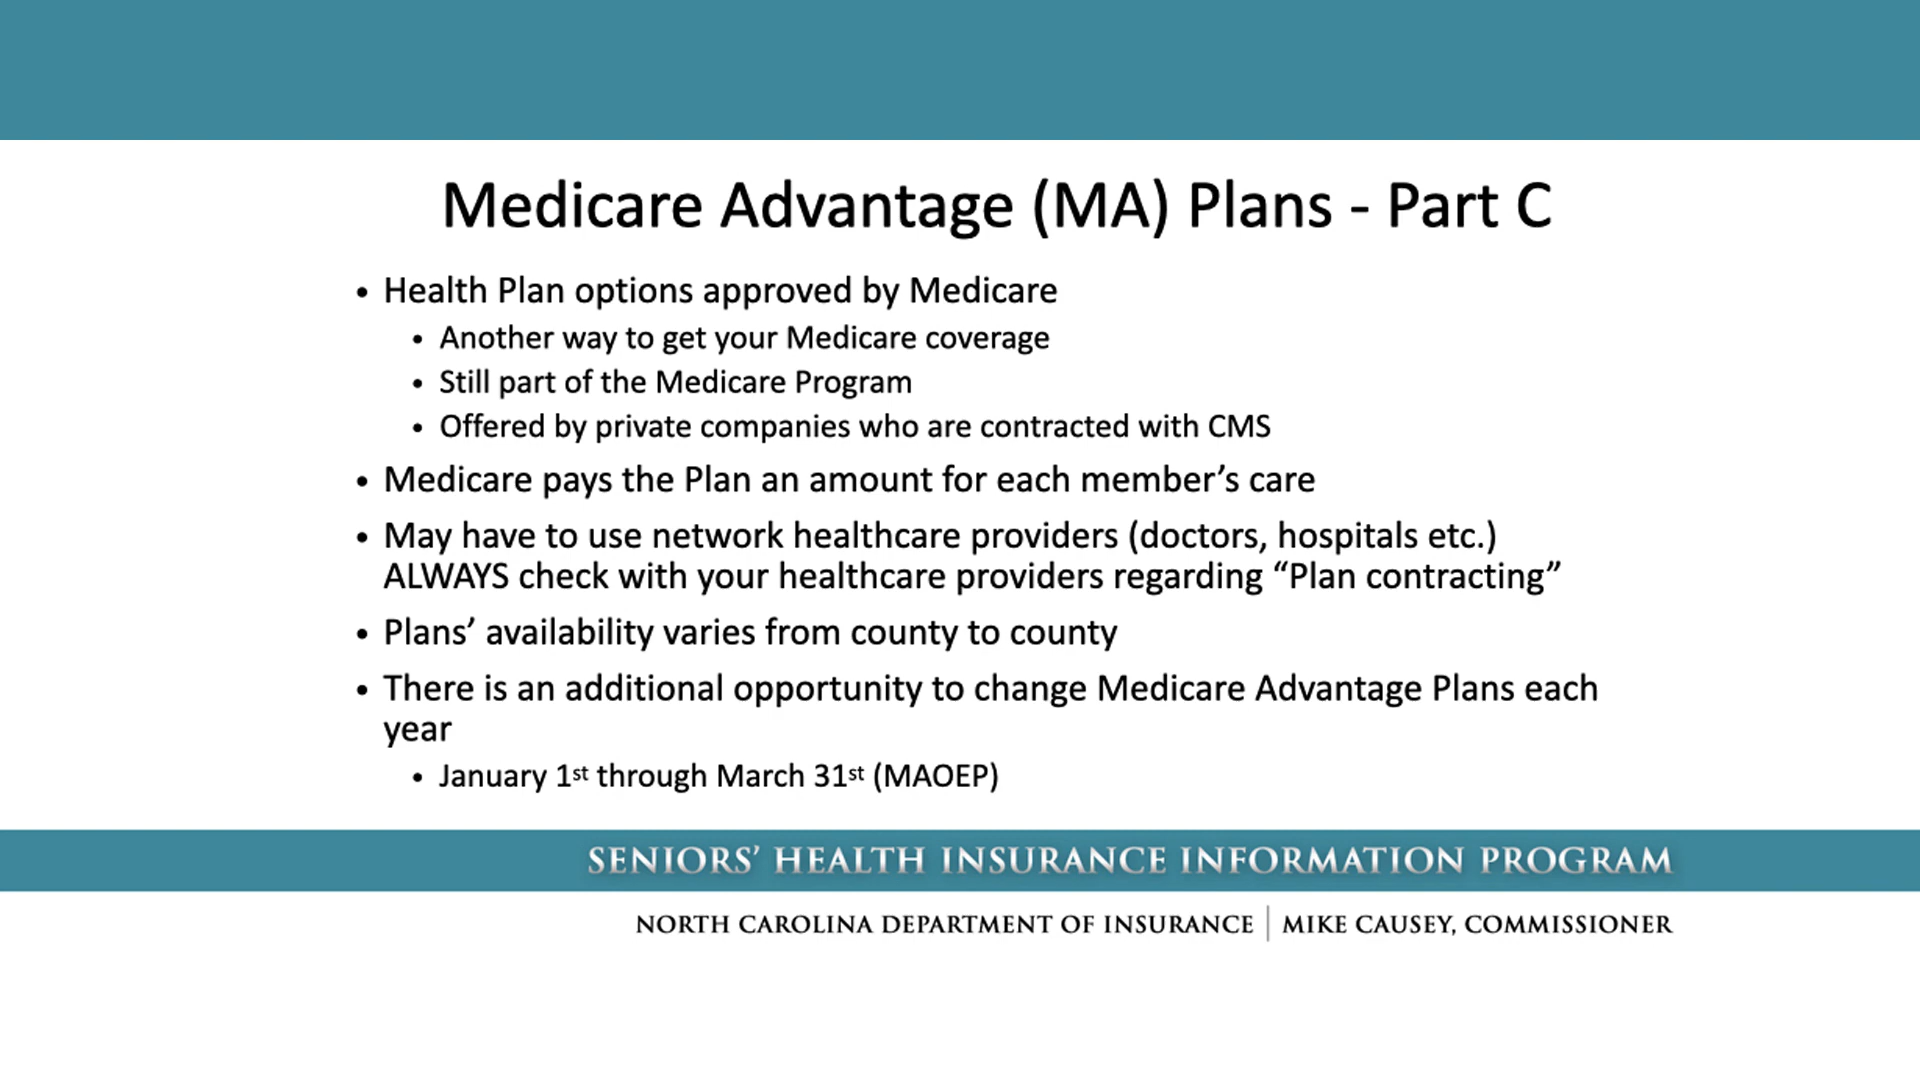 Medicare Advantage (MA) Plans - Part C
• Health Plan options approved by Medicare
• Another way to get your Medicare coverage
• Still part of the Medicare Program
• Offered by private companies who are contracted with CMS
• Medicare pays the Plan an amount for each member’s care
• May have to use network healthcare providers (doctors, hospitals etc.)
ALWAYS check with your healthcare providers regarding “Plan contracting”
• Plans’ availability varies from county to county
• There is an additional opportunity to change Medicare Advantage Plans each
year
• January 1st through March 31st (MAOEP)
SENIORS’ HEALTH INSURANCE INFORMATION PROGRAM
NORTH CAROLINA DEPARTMENT OF INSURANCE | MIKE CAUSEY, COMMISSIONER